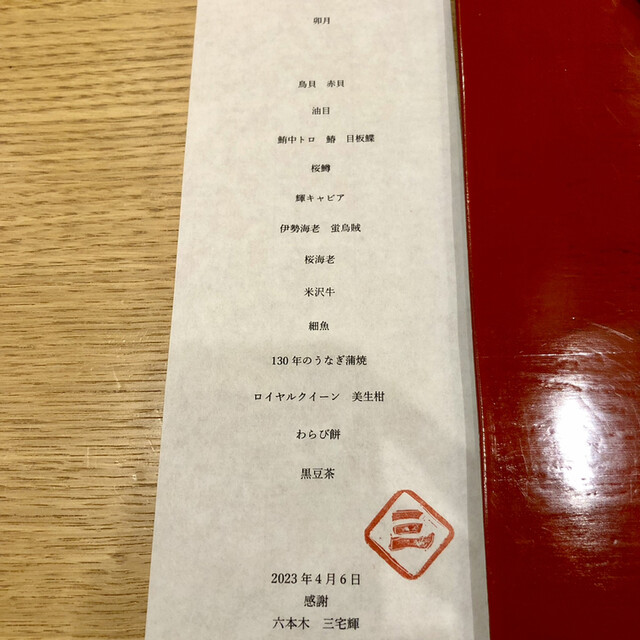 卯月
鳥貝　赤貝
油目
鮪中トロ　鰆　目板鰈
桜鱒
輝キャビア
伊勢海老　蛍烏賊
桜海老
米沢牛
細魚
130年のうなぎ蒲焼
ロイヤルクイーン　美生柑
わらび餅
黒豆茶
三
2023年4月6日
感謝
六本木　三宅輝